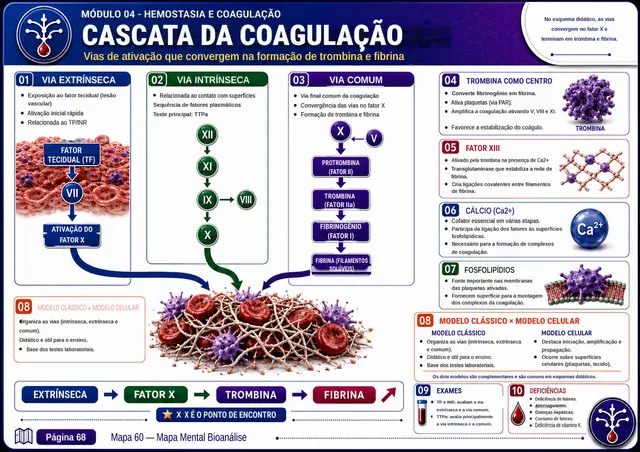 MÓDULO 04 - HEMOSTASIA E COAGULAÇÃO
CASCATA DA COAGULAÇÃO
Vias de ativação que convergem na formação de trombina e fibrina
No esquema didático, as vias
convergem no fator X e
terminam em trombina e fibrina.
01 VIA EXTRÍNSECA
• Exposição ao fator tecidual (lesão
vascular)
• Ativação inicial rápida
• Relacionada ao TP/INR
FATOR
TECIDUAL (TF)
VII
ATIVAÇÃO DO
FATOR X
02 VIA INTRÍNSECA
• Relacionada ao contato com superfícies
Sequência de fatores plasmáticos
Teste principal: TTPa
XII
XI
IX
VIII
X
03 VIA COMUM
• Via final comum da coagulação
• Convergência das vias no fator X
• Formação de trombina e fibrina
X
V
PROTROMBINA
(FATOR II)
TROMBINA
(FATOR IIa)
FIBRINOGÊNIO
(FATOR I)
FIBRINA (FILAMENTOS
SOLÚVEIS)
04 TROMBINA COMO CENTRO
• Converte fibrinogênio em fibrina.
• Ativa plaquetas (via PAR).
• Amplifica a coagulação ativando V, VIII e XI.
• Favorece a estabilização do coágulo.
TROMBINA
05 FATOR XIII
• Ativado pela trombina na presença de Ca2+
• Transglutaminase que estabiliza a rede de
fibrina.
• Cria ligações covalentes entre filamentos
de fibrina.
06 CÁLCIO (Ca2+)
• Cofator essencial em várias etapas.
• Participa da ligação dos fatores às superfícies
fosfolipídicas.
• Necessário para a formação de complexos
de coagulação.
Ca²⁺
07 FOSFOLIPÍDIOS
• Fonte importante nas membranas
das plaquetas ativadas.
• Fornecem superfície para a montagem
dos complexos da coagulação.
08 MODELO CLÁSSICO × MODELO CELULAR
Organiza as vias (intrínseca, extrínseca e
comum).
Didático e útil para o ensino.
• Base dos testes laboratoriais.
08 MODELO CLÁSSICO × MODELO CELULAR
MODELO CLÁSSICO
• Organiza as vias (intrínseca, extrínseca
e comum).
Didático e útil para o ensino.
• Base dos testes laboratoriais.
MODELO CELULAR
• Destaca iniciação, amplificação e
propagação.
• Ocorre sobre superfícies
celulares (plaquetas, tecido),
Os dois modelos são complementares e são comuns em esquemas didáticos.
EXTRÍNSECA
FATOR X
TROMBINA
FIBRINA
X X É O PONTO DE ENCONTRO
09 EXAMES
• TP e INR: avaliam a via
extrínseca e a via comum.
• TTPa: avalia principalmente
a via intrínseca e a comum.
10 DEFICIÊNCIAS
• Deficiência de fatores.
• Anticoagulantes.
• Doenças hepáticas.
• Consumo de fatores.
• Deficiência de vitamina K.
Página 68
Mapa 60 — Mapa Mental Bioanálise